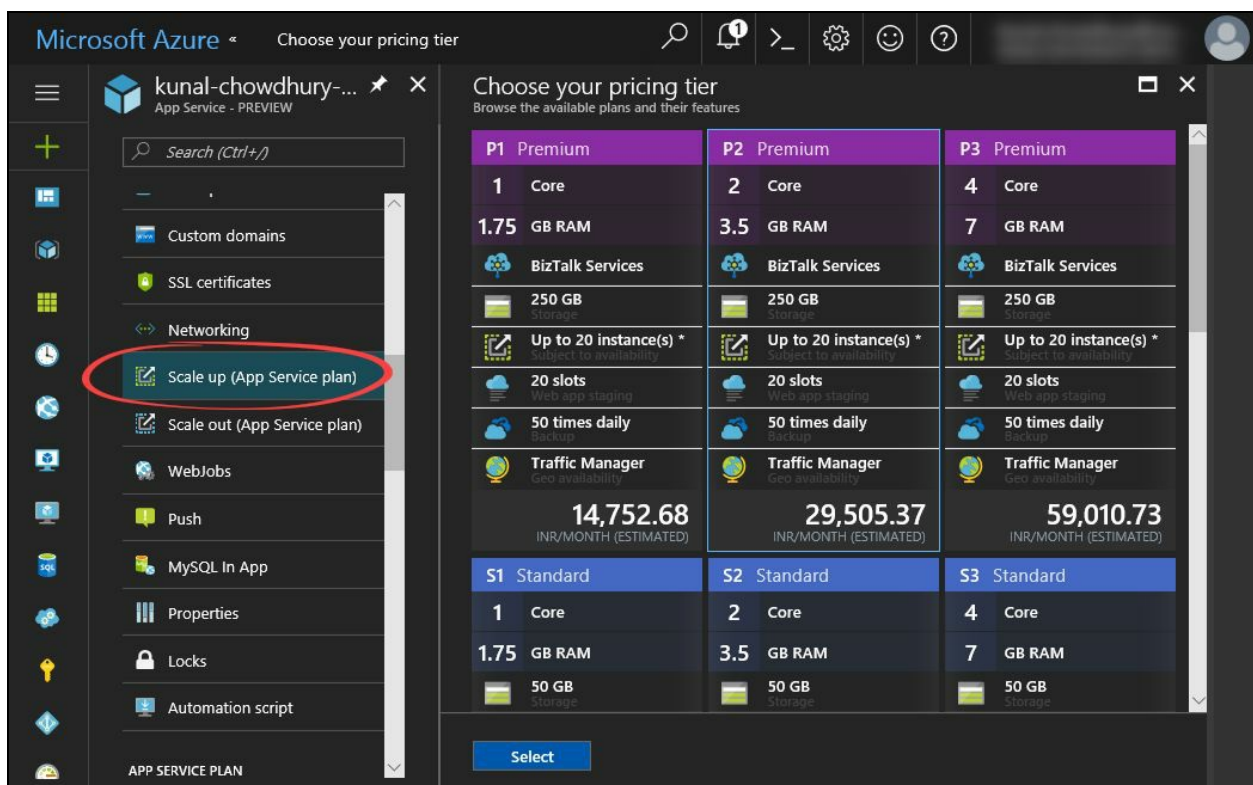 Microsoft Azure « Choose your pricing tier
1
kunal-chowdhury-...
App Service - PREVIEW
Search (Ctrl+/)
Custom domains
SSL certificates
Networking
Scale up (App Service plan)
Scale out (App Service plan)
WebJobs
Push
MySQL In App
Properties
Locks
Automation script
APP SERVICE PLAN
Choose your pricing tier
Browse the available plans and their features
P1 Premium
1 Core
1.75 GB RAM
BizTalk Services
250 GB
Storage
Up to 20 instance(s) *
Subject to availability
20 slots
Web app staging
50 times daily
Backup
Traffic Manager
Geo availability
14,752.68
INR/MONTH (ESTIMATED)
P2 Premium
2 Core
3.5 GB RAM
BizTalk Services
250 GB
Storage
Up to 20 instance(s) *
Subject to availability
20 slots
Web app staging
50 times daily
Backup
Traffic Manager
Geo availability
29,505.37
INR/MONTH (ESTIMATED)
P3 Premium
4 Core
7 GB RAM
BizTalk Services
250 GB
Storage
Up to 20 instance(s) *
Subject to availability
20 slots
Web app staging
50 times daily
Backup
Traffic Manager
Geo availability
59,010.73
INR/MONTH (ESTIMATED)
S1 Standard
1 Core
1.75 GB RAM
50 GB
Storage
S2 Standard
2 Core
3.5 GB RAM
50 GB
Storage
S3 Standard
4 Core
7 GB RAM
50 GB
Storage
Select